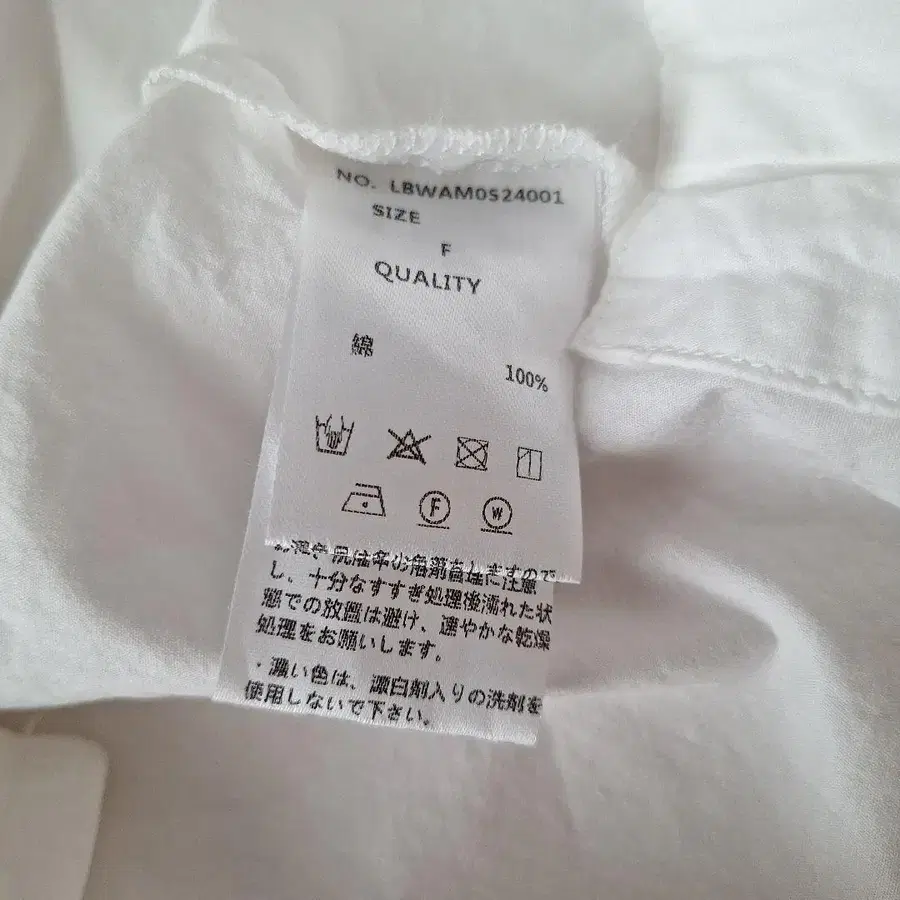 NO. LBWAM0S24001
SIZE
F
QUALITY
綿
100%
F W
し、十分なすすぎ処理後濡れた状
態での放置は避け、速やかな乾燥
処理をお願いします。
・濃い色は、漂白剤入りの洗剤を
使用しないで下さい。